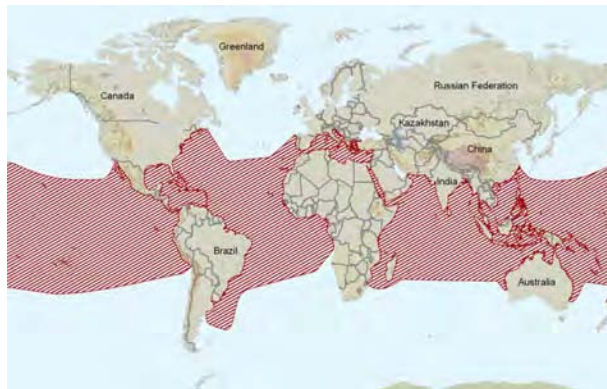 Greenland
Canada
Russian Federation
Kazakhstan
China
India
Brazil
Australia